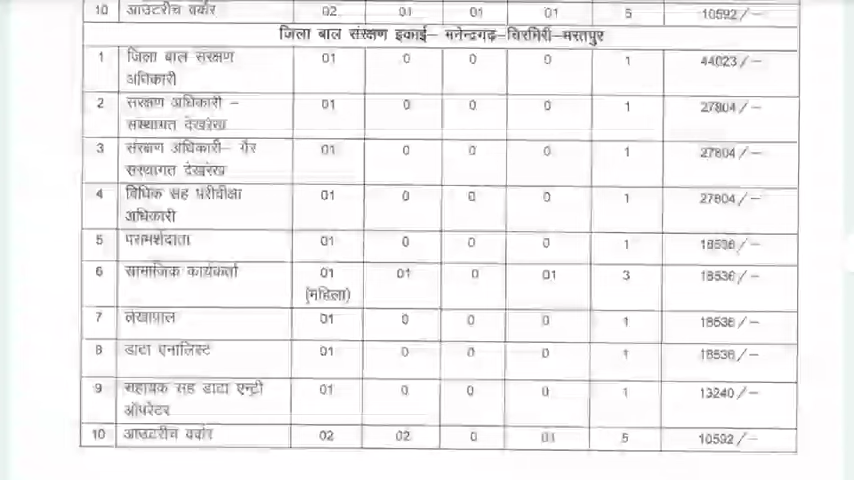 10 आउटरीच वर्कर 02 01 01 01 5 10592/–
जिला बाल संरक्षण इकाई– मनेन्द्रगढ़–चिरमिरी–भरतपुर
1 जिला बाल संरक्षण 01 0 0 0 1 44023/–
अधिकारी
2 संरक्षण अधिकारी – 01 0 0 0 1 27804/–
संस्थागत देखरेख
3 संरक्षण अधिकारी– गैर 01 0 0 0 1 27804/–
संस्थागत देखरेख
4 विधिक सह परीवीक्षा 01 0 0 0 1 27804/–
अधिकारी
5 परामर्शदाता 01 0 0 0 1 18536/–
6 सामाजिक कार्यकर्ता 01 01 0 01 3 18536/–
(महिला)
7 लेखापाल 01 0 0 0 1 18536/–
8 डाटा एनालिस्ट 01 0 0 0 1 18536/–
9 सहायक सह डाटा एन्ट्री 01 0 0 0 1 13240/–
ऑपरेटर
10 आउटरीच वर्कर 02 02 0 01 5 10592/–